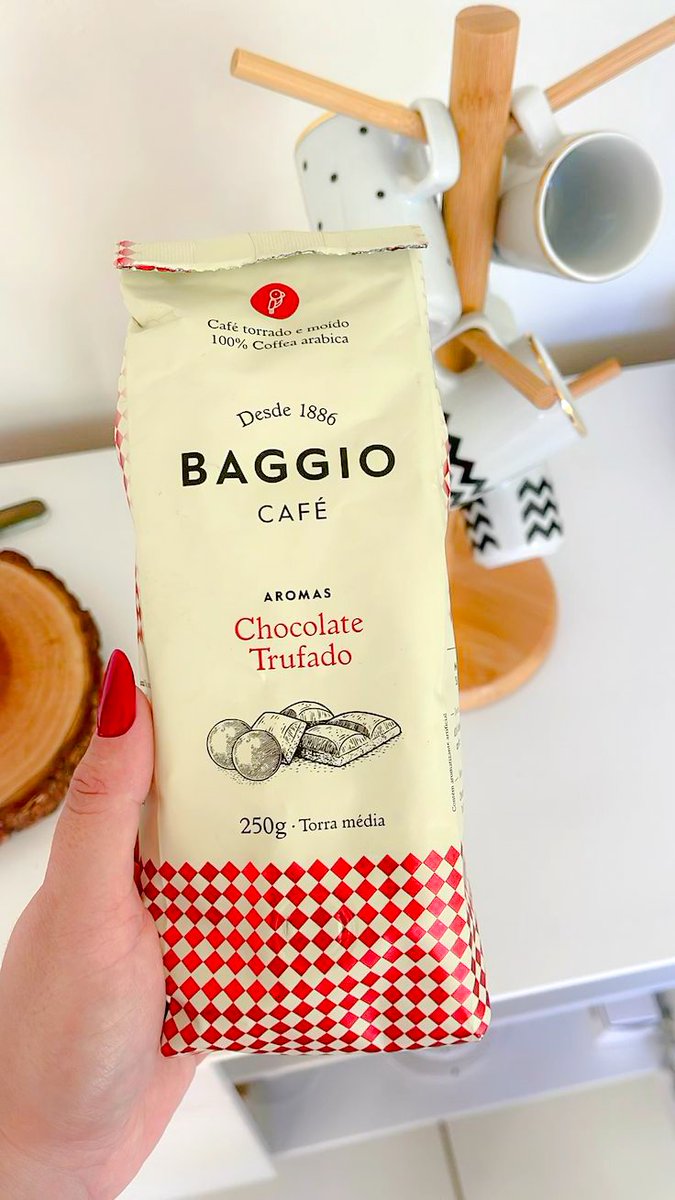 Café torrado e moído
100% Coffea arabica
Desde 1886
BAGGIO
CAFÉ
AROMAS
Chocolate
Trufado
250g · Torra média